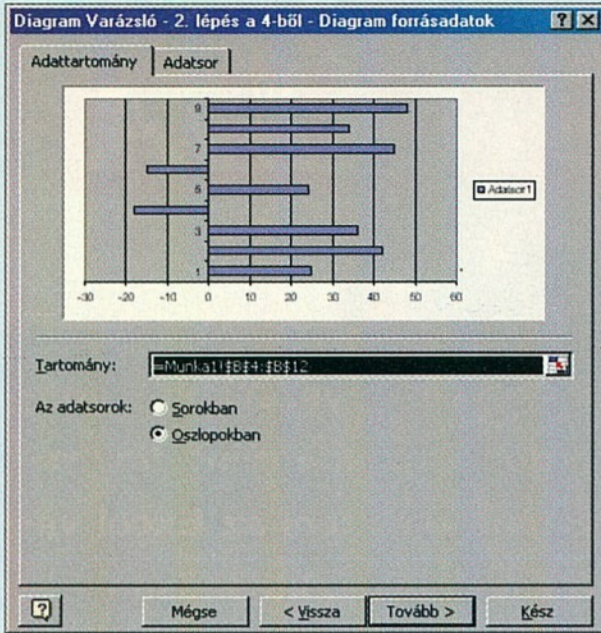 Diagram Varázsló - 2. lépés a 4-ből - Diagram forrásadatok
Adattartomány Adatsor
9
7
5
3
1
-30 -20 -10 0 10 20 30 40 50 60
Adatsor1
Tartomány: =Munka1!$B$4:$B$12
Az adatsorok: Sorokban
Oszlopokban
Mégse < Vissza Tovább > Kész